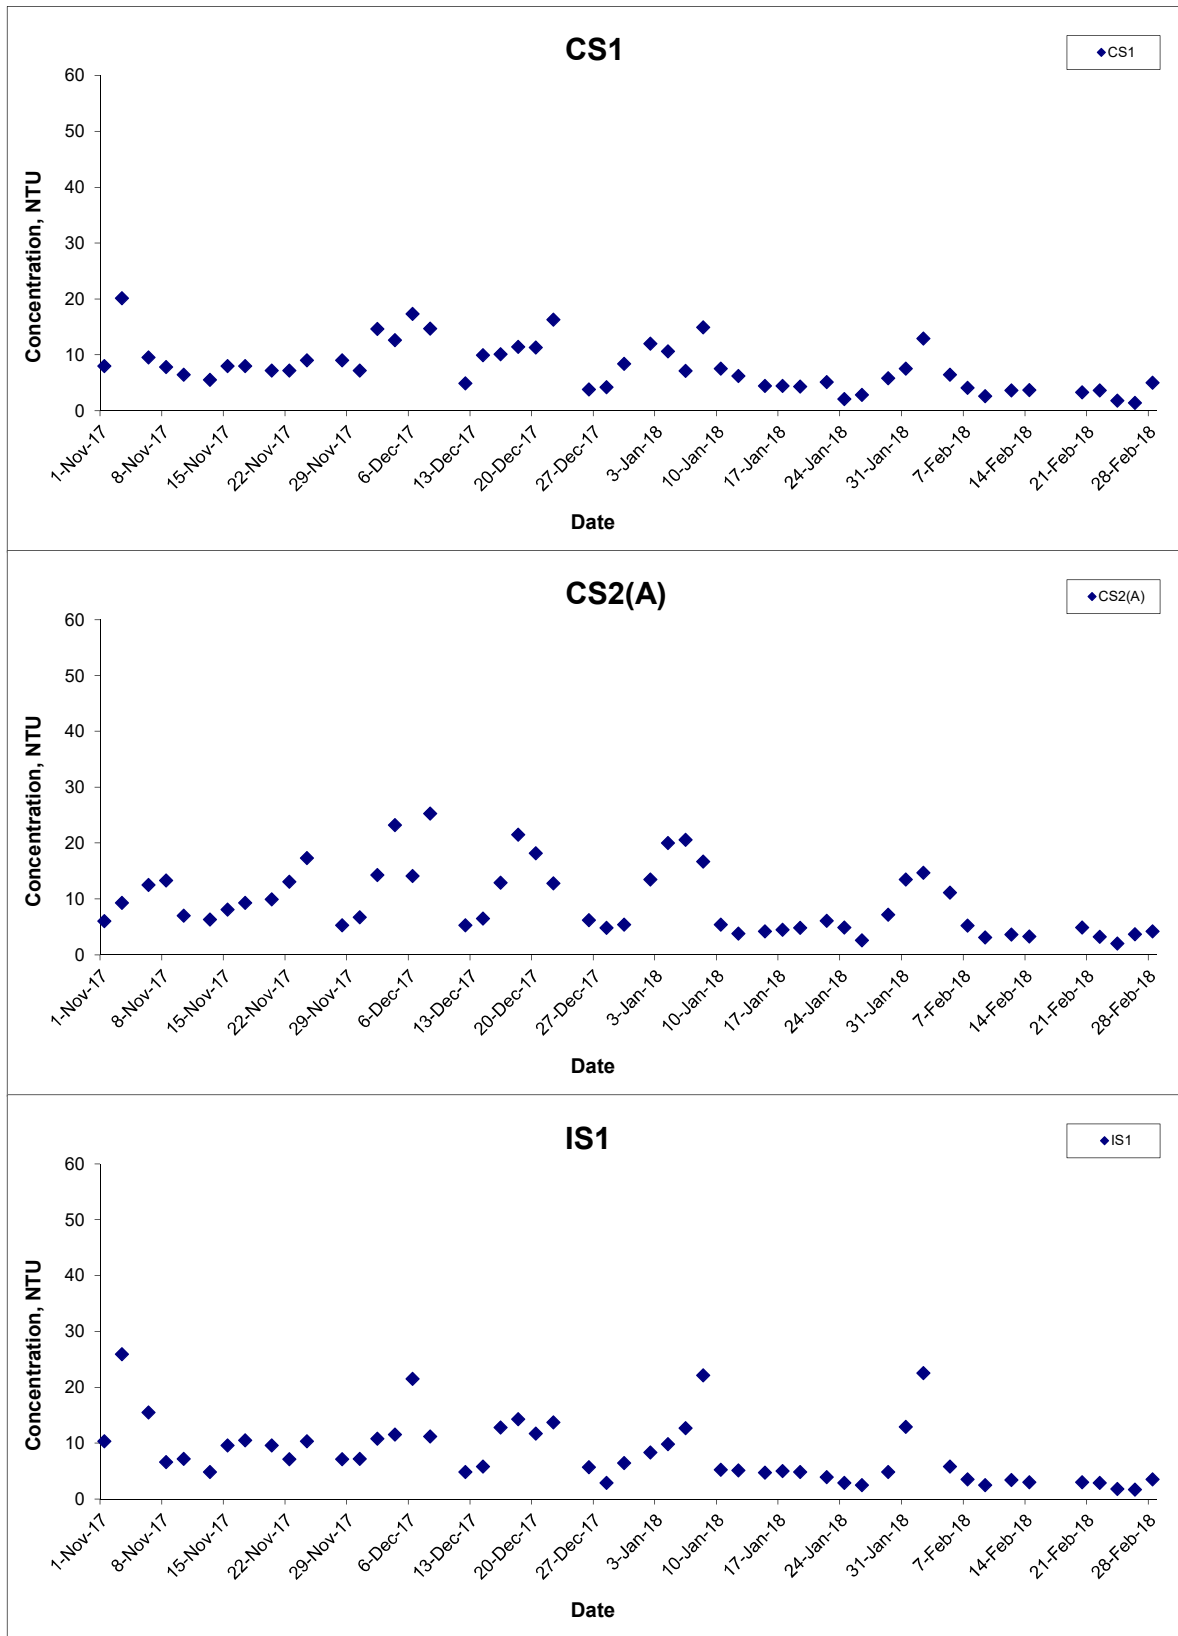 CS1
CS1
60
50
40
30
20
10
0
Concentration, NTU
1-Nov-17
8-Nov-17
15-Nov-17
22-Nov-17
29-Nov-17
6-Dec-17
13-Dec-17
20-Dec-17
27-Dec-17
3-Jan-18
10-Jan-18
17-Jan-18
24-Jan-18
31-Jan-18
7-Feb-18
14-Feb-18
21-Feb-18
28-Feb-18
Date
CS2(A)
CS2(A)
60
50
40
30
20
10
0
Concentration, NTU
1-Nov-17
8-Nov-17
15-Nov-17
22-Nov-17
29-Nov-17
6-Dec-17
13-Dec-17
20-Dec-17
27-Dec-17
3-Jan-18
10-Jan-18
17-Jan-18
24-Jan-18
31-Jan-18
7-Feb-18
14-Feb-18
21-Feb-18
28-Feb-18
Date
IS1
IS1
60
50
40
30
20
10
0
Concentration, NTU
1-Nov-17
8-Nov-17
15-Nov-17
22-Nov-17
29-Nov-17
6-Dec-17
13-Dec-17
20-Dec-17
27-Dec-17
3-Jan-18
10-Jan-18
17-Jan-18
24-Jan-18
31-Jan-18
7-Feb-18
14-Feb-18
21-Feb-18
28-Feb-18
Date